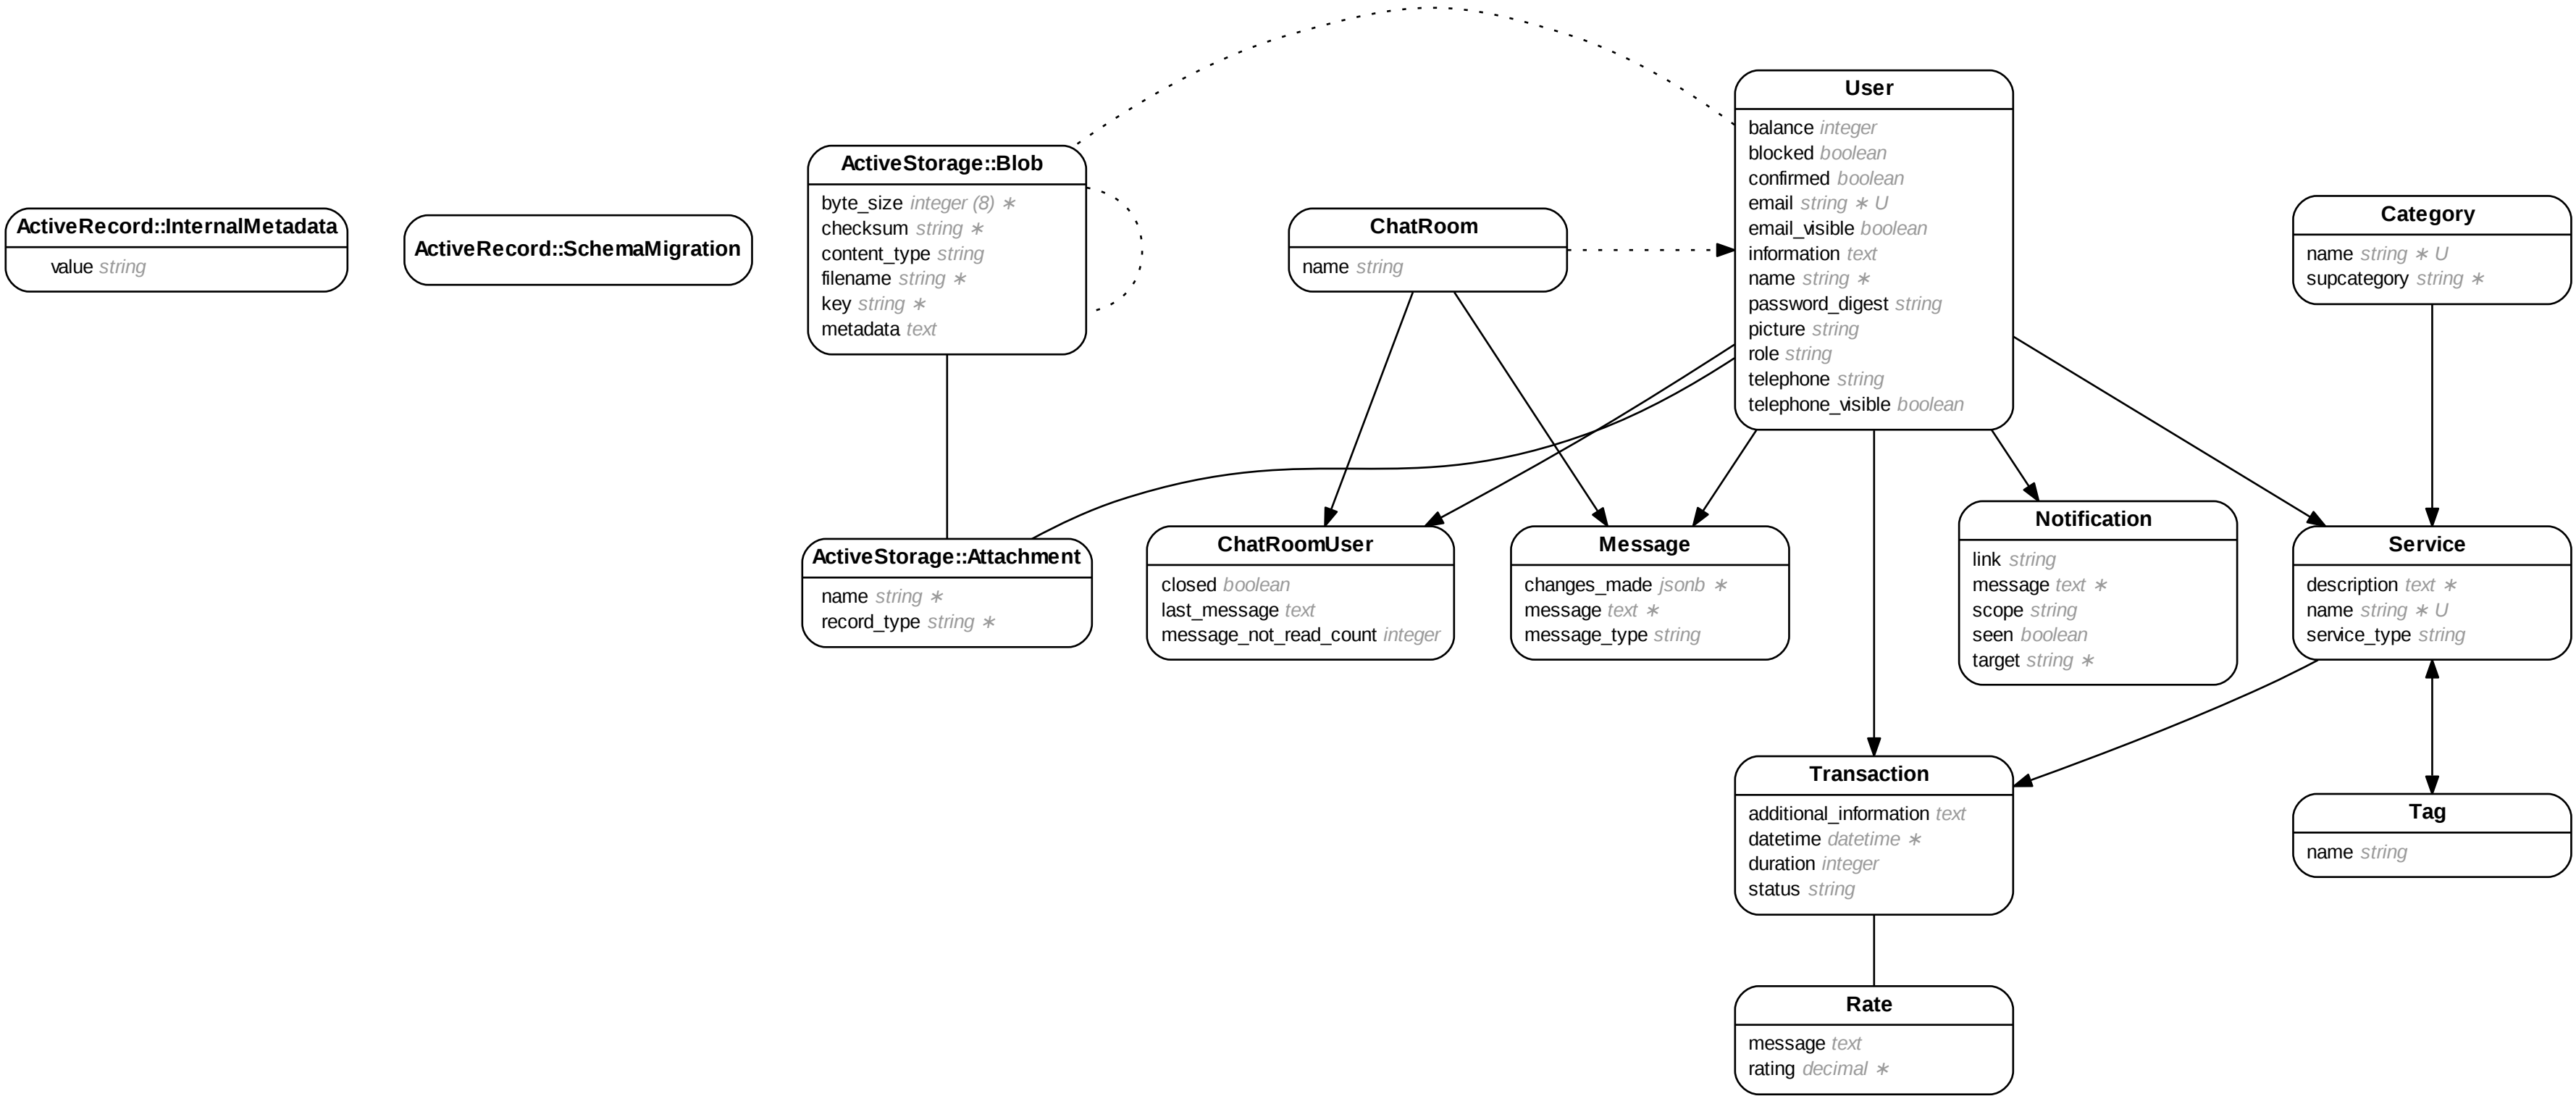 ActiveRecord::InternalMetadata
value string
ActiveRecord::SchemaMigration
ActiveStorage::Blob
byte_size integer (8) ∗
checksum string ∗
content_type string
filename string ∗
key string ∗
metadata text
ActiveStorage::Attachment
name string ∗
record_type string ∗
ChatRoom
name string
ChatRoomUser
closed boolean
last_message text
message_not_read_count integer
Message
changes_made jsonb ∗
message text ∗
message_type string
User
balance integer
blocked boolean
confirmed boolean
email string ∗ U
email_visible boolean
information text
name string ∗
password_digest string
picture string
role string
telephone string
telephone_visible boolean
Notification
link string
message text ∗
scope string
seen boolean
target string ∗
Category
name string ∗ U
supcategory string ∗
Service
description text ∗
name string ∗ U
service_type string
Transaction
additional_information text
datetime datetime ∗
duration integer
status string
Tag
name string
Rate
message text
rating decimal ∗